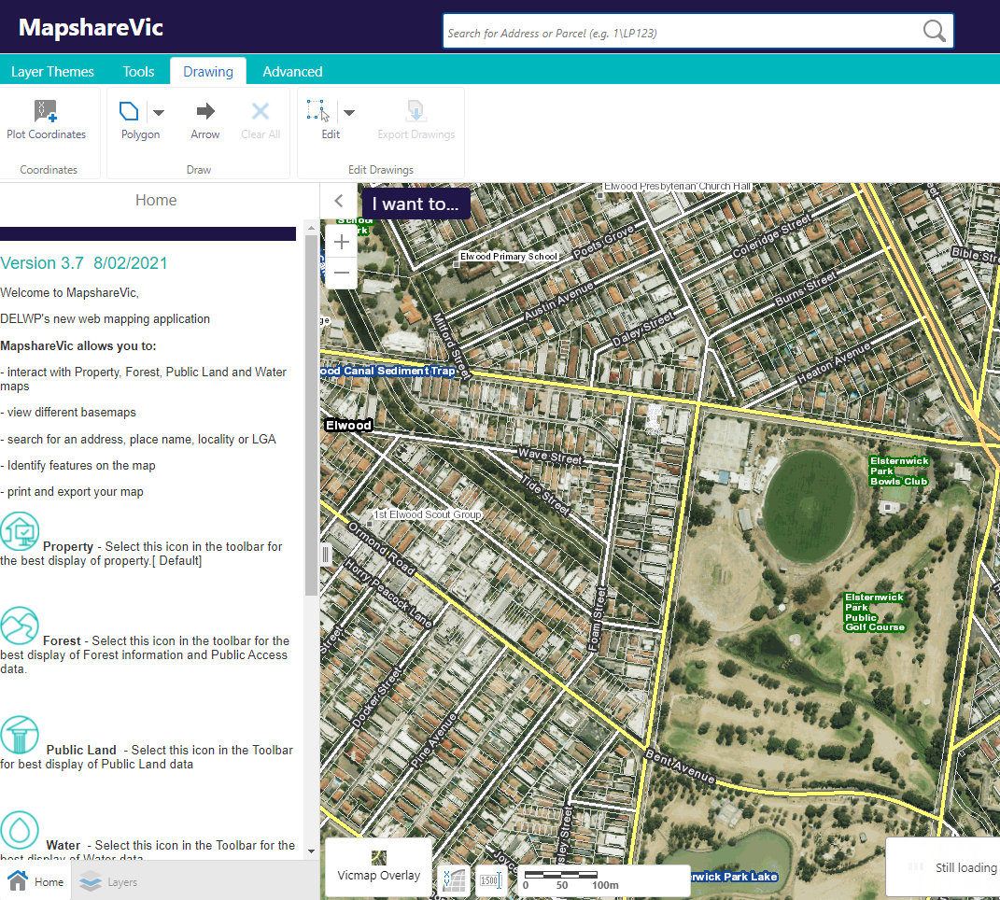 MapshareVic
Search for Address or Parcel (e.g. 1\LP123)
Layer Themes
Tools
Drawing
Advanced
Plot Coordinates
Polygon
Arrow
Clear All
Edit
Export Drawings
Coordinates
Draw
Edit Drawings
Home
Version 3.7  8/02/2021
Welcome to MapshareVic,
DELWP's new web mapping application
MapshareVic allows you to:
- interact with Property, Forest, Public Land and Water
maps
- view different basemaps
- search for an address, place name, locality or LGA
- Identify features on the map
- print and export your map
Property - Select this icon in the toolbar for
the best display of property.[ Default]
Forest - Select this icon in the toolbar for the
best display of Forest information and Public Access
data.
Public Land  - Select this icon in the Toolbar
for best display of Public Land data
Water  - Select this icon in the Toolbar for the
best display of Water data
Home
Layers
I want to...
Elwood Presbyterian Church Hall
School
rk
Elwood Primary School
Poets Grove
Coleridge Street
Bible Str
Burns Street
Austin Avenue
Daley Street
Milford Street
ge
Heaton Avenue
ood Canal Sediment Trap
Elwood
Wave Street
Tide Street
Elsternwick
Park
Bowls Club
1st Elwood Scout Group
Ormond Road
Horry Peacock Lane
Street
Foam Street
Elsternwick
Park
Public
Golf Course
Docker Street
Pine Avenue
Bent Avenue
sley Street
Joyce
rwick Park Lake
Vicmap Overlay
1:500
0
50
100m
Still loading